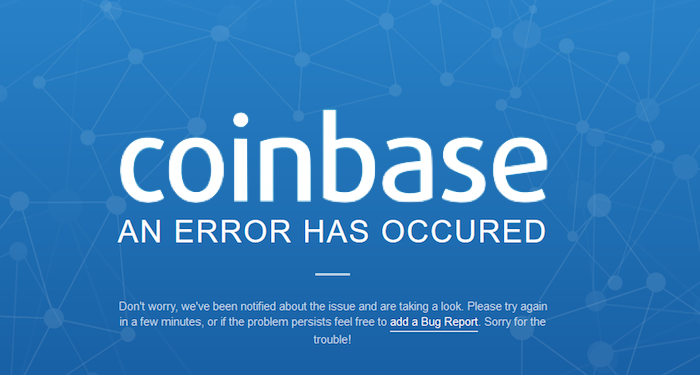 coinbase
AN ERROR HAS OCCURED
Don't worry, we've been notified about the issue and are taking a look. Please try again
in a few minutes, or if the problem persists feel free to add a Bug Report. Sorry for the
trouble!